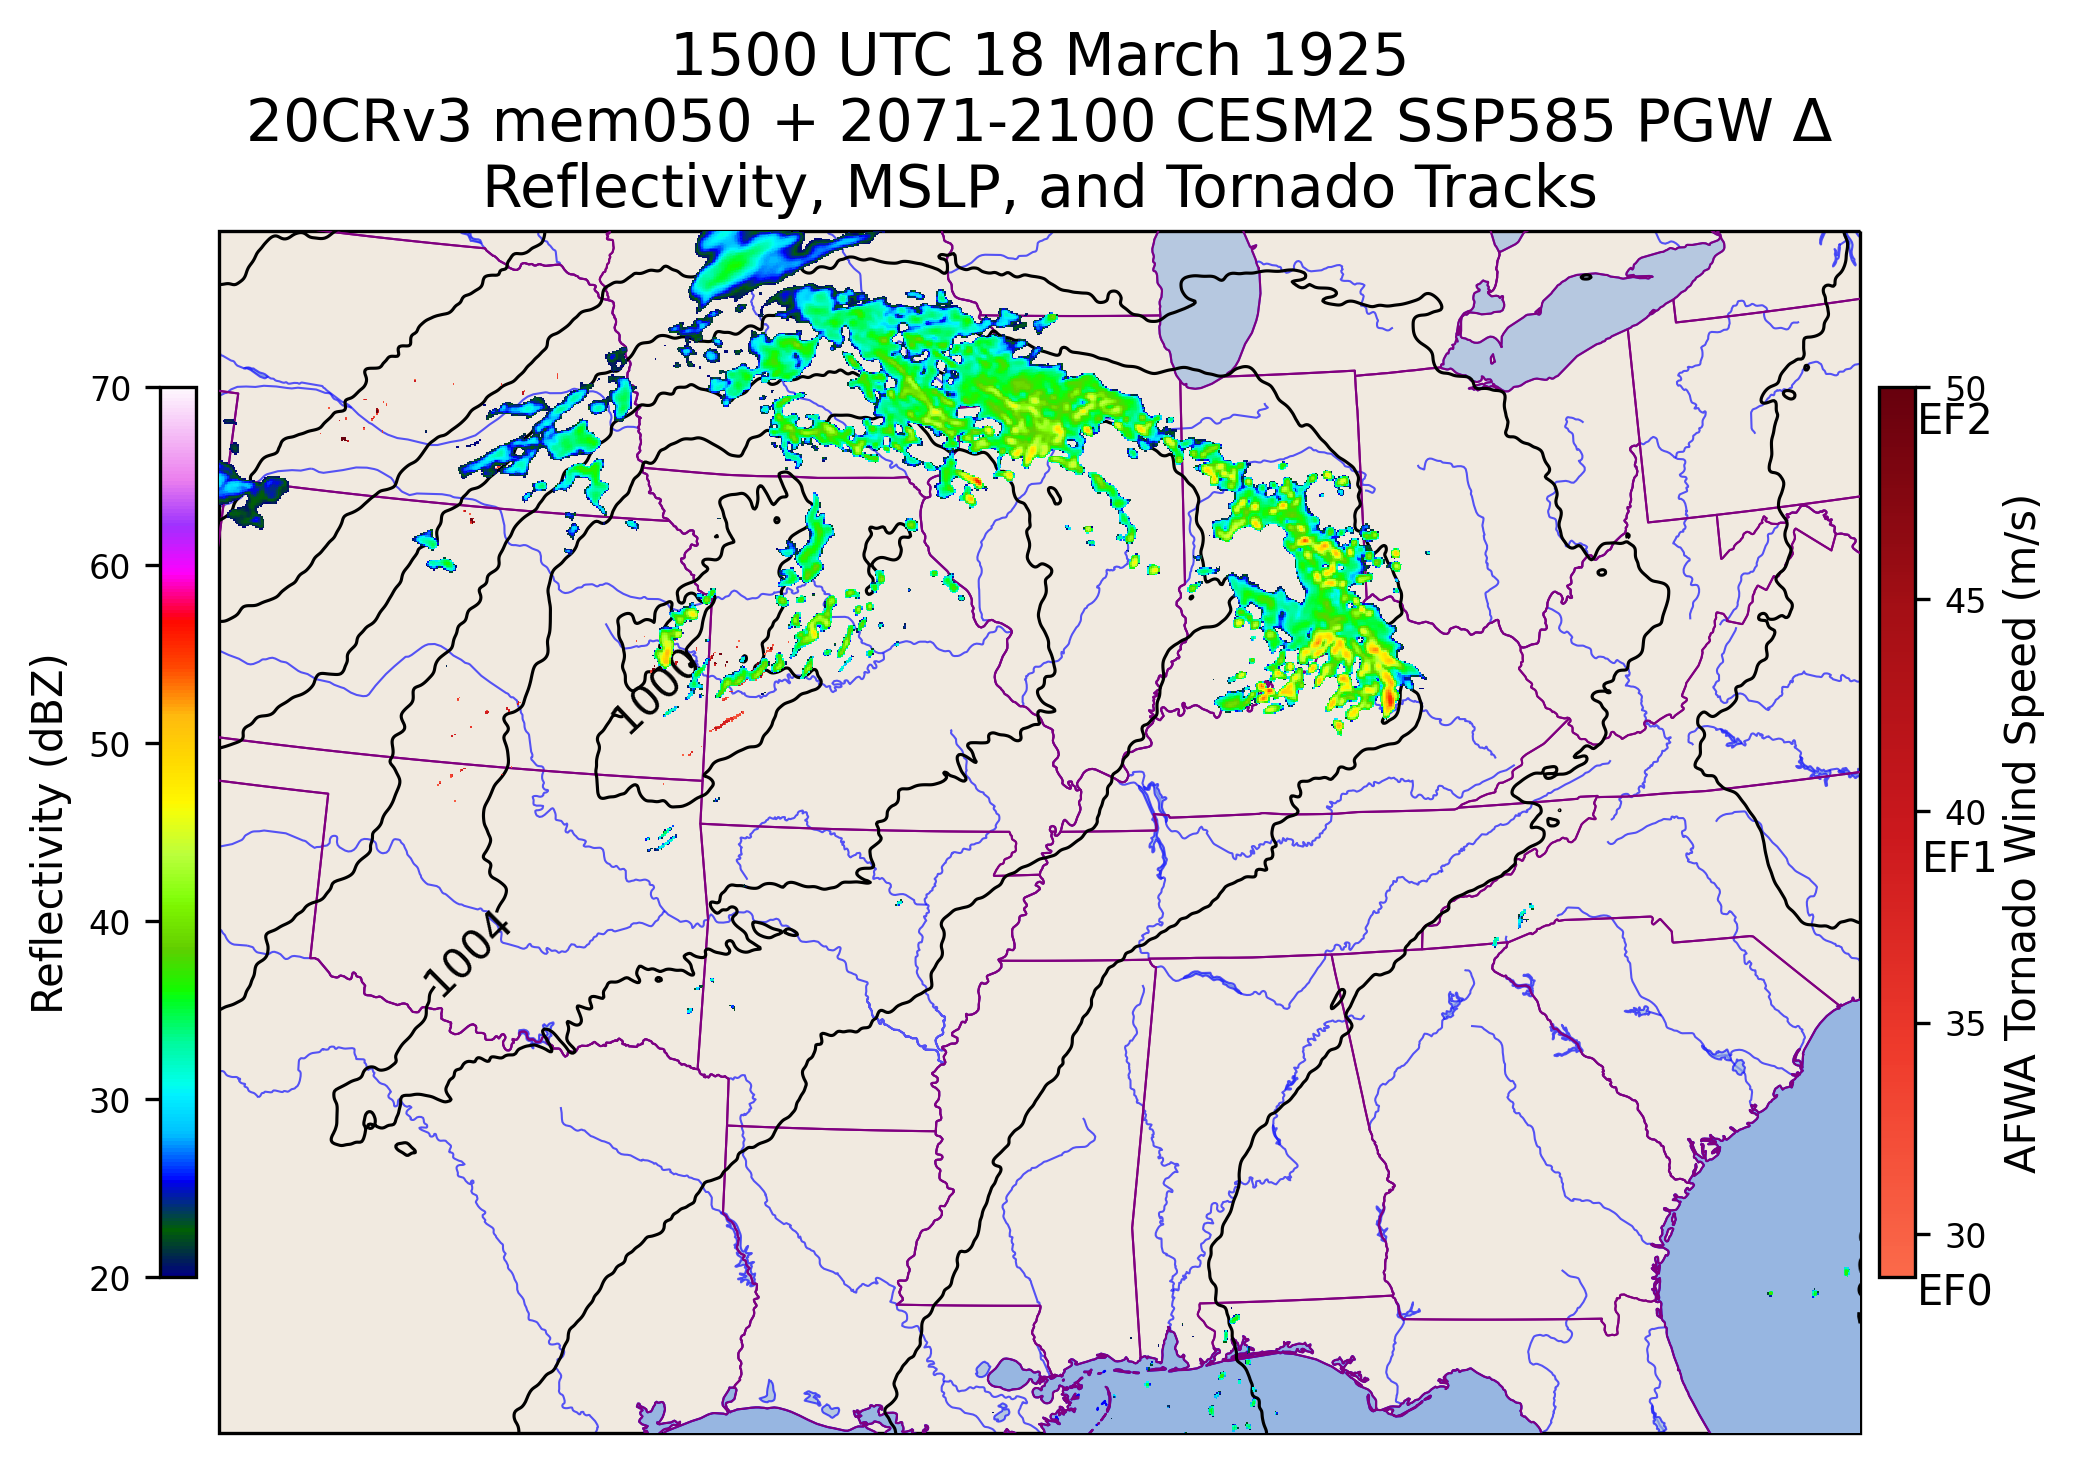 1500 UTC 18 March 1925
20CRv3 mem050 + 2071-2100 CESM2 SSP585 PGW Δ
Reflectivity, MSLP, and Tornado Tracks
70
60
50
40
30
20
Reflectivity (dBZ)
1000
1004
50
EF2
45
40
EF1
35
30
EF0
AFWA Tornado Wind Speed (m/s)